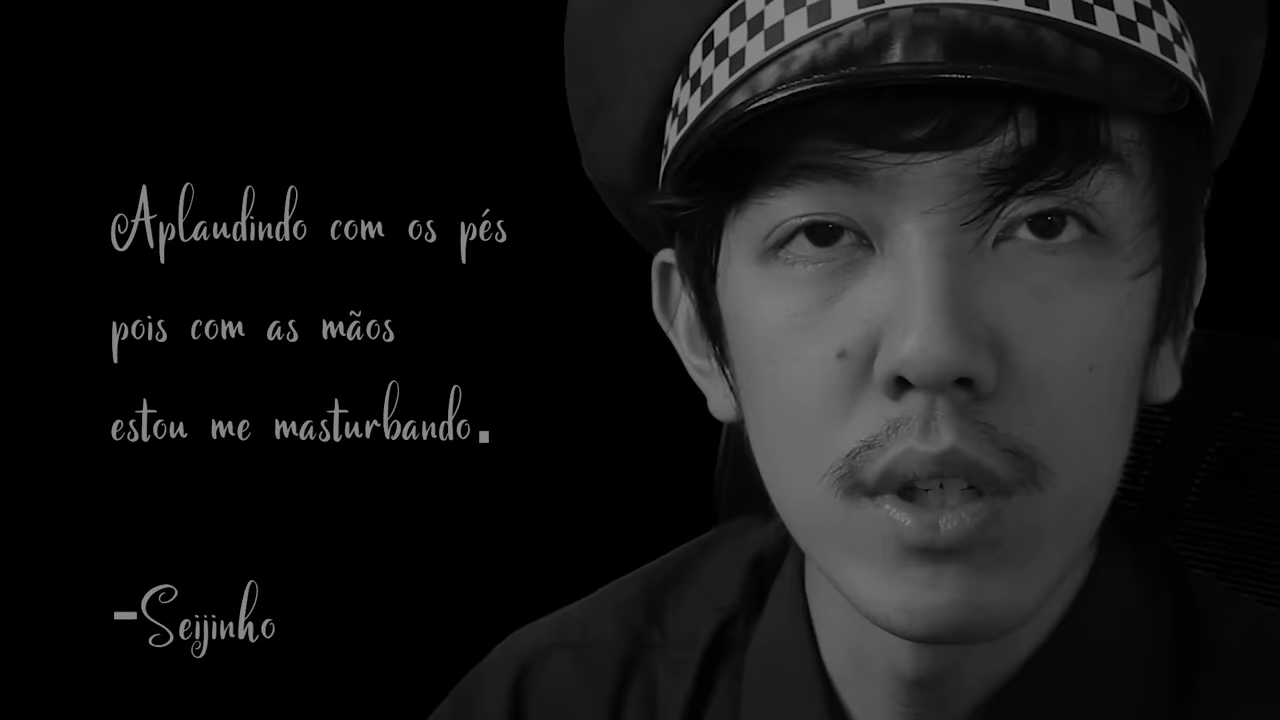 Aplaudindo com os pés
pois com as mãos
estou me masturbando.
-Seijinho